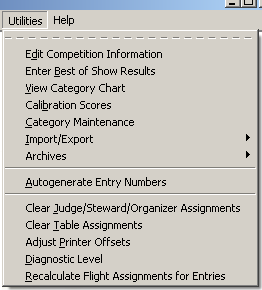 Utilities Help
Edit Competition Information
Enter Best of Show Results
View Category Chart
Calibration Scores
Category Maintenance
Import/Export
Archives
Autogenerate Entry Numbers
Clear Judge/Steward/Organizer Assignments
Clear Table Assignments
Adjust Printer Offsets
Diagnostic Level
Recalculate Flight Assignments for Entries